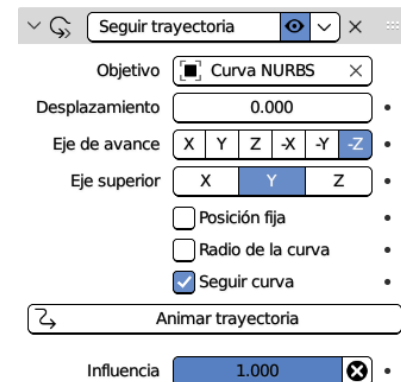 Seguir trayectoria
Objetivo Curva NURBS
Desplazamiento 0.000
Eje de avance X Y Z -X -Y -Z
Eje superior X Y Z
Posición fija
Radio de la curva
Seguir curva
Animar trayectoria
Influencia 1.000